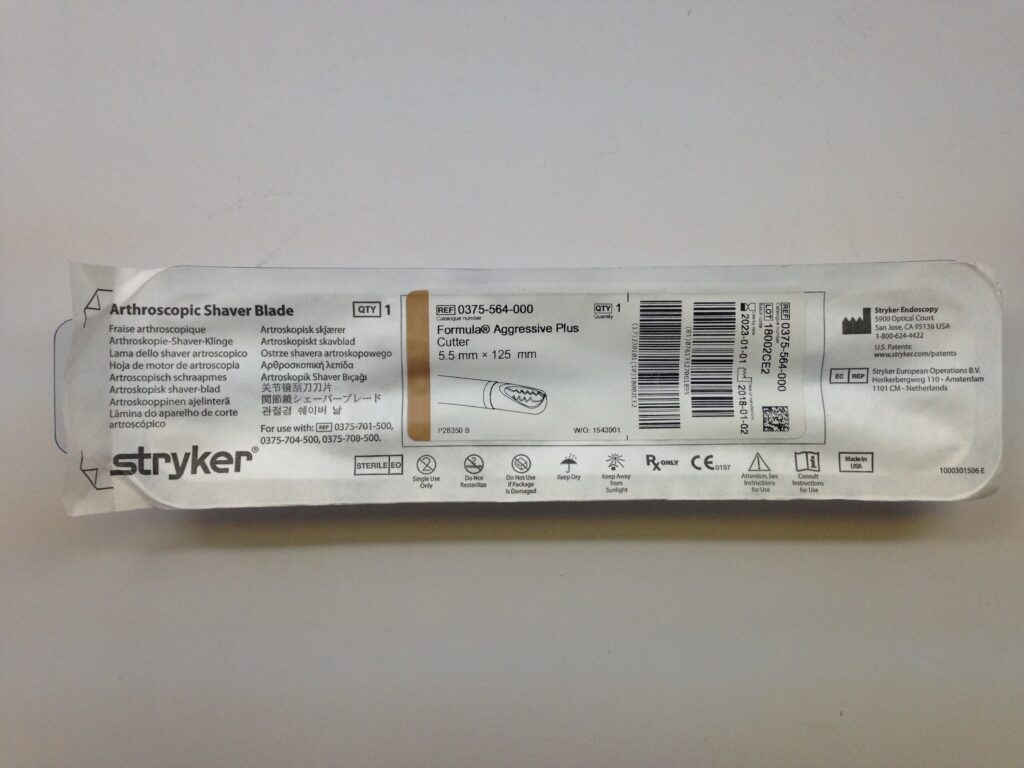 Arthroscopic Shaver Blade
QTY 1
Fraise arthroscopique
Arthroskopie-Shaver-Klinge
Lama dello shaver artroscopico
Hoja de motor de artroscopia
Artroscopisch schraapmes
Artroskopisk shaver-blad
Artroskooppinen ajelinterä
Lâmina do aparelho de corte
artroscópico
Artroskopisk skjærer
Artroskopiskt skavblad
Ostrze shavera artroskopowego
Αρθροσκοπική λεπίδα
Artroskopik Shaver Bıçağı
关节镜刮刀刀片
関節鏡シェーバーブレード
관절경 쉐이버 날
For use with: REF 0375-701-500,
0375-704-500, 0375-708-500.
stryker®
REF 0375-564-000
Catalogue number
QTY 1
Quantity
Formula® Aggressive Plus
Cutter
5.5 mm × 125 mm
P28350 B
W/O: 1543901
REF 0375-564-000
Catalogue number
LOT 18002CE2
2023-01-01
2018-01-02
Stryker Endoscopy
5900 Optical Court
San Jose, CA 95138 USA
1-800-624-4422
U.S. Patents:
www.stryker.com/patents
EC REP
Stryker European Operations B.V.
Herikerbergweg 110 - Amsterdam
1101 CM - Netherlands
STERILE EO
Single Use
Only
Do Not
Resterilize
Do Not Use
if Package
is Damaged
Keep Dry
Keep Away
from
Sunlight
Rx ONLY
CE 0197
Attention, See
Instructions
for Use
Consult
Instructions
for Use
Made in
USA
1000301506 E